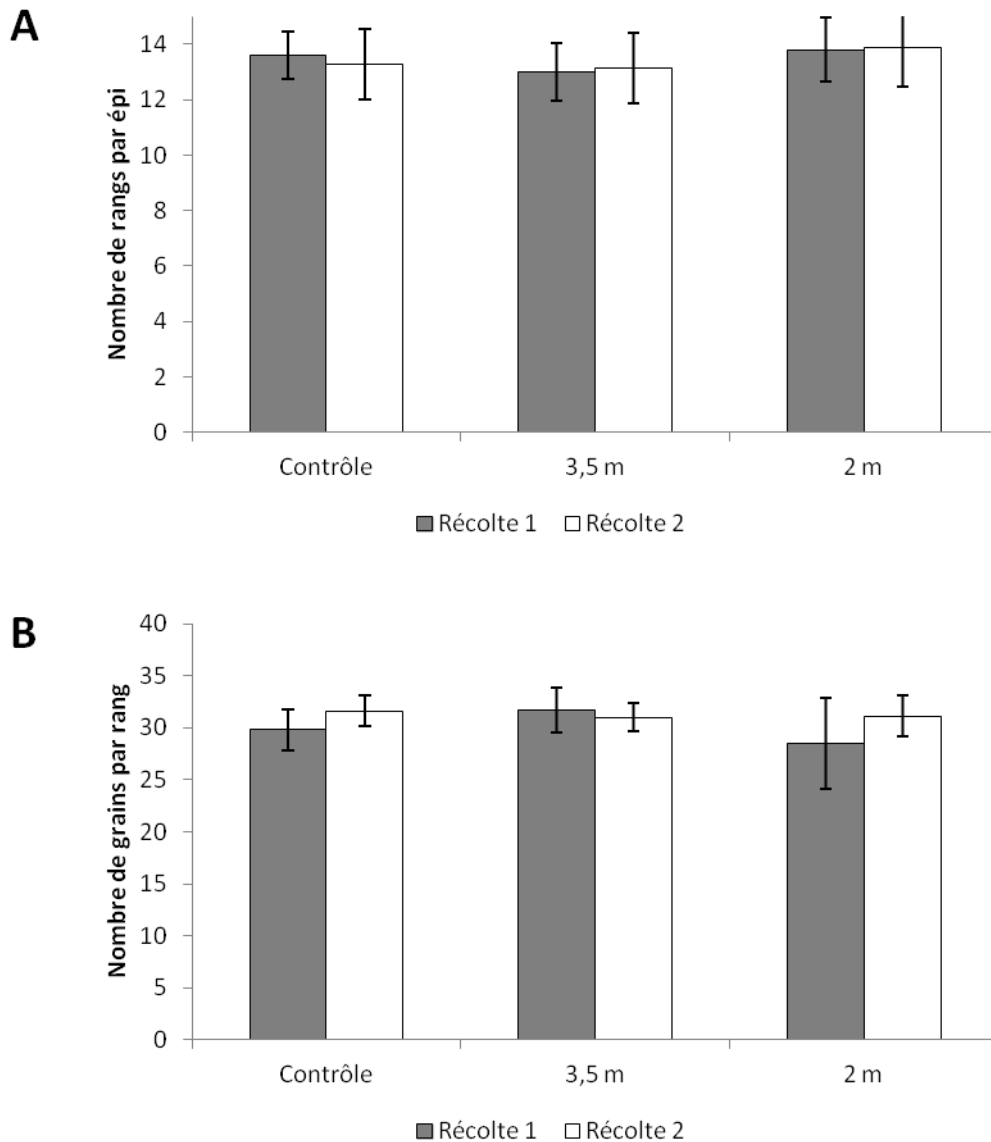 A
Nombre de rangs par épi
14
12
10
8
6
4
2
0
Contrôle 3,5 m 2 m
Récolte 1 Récolte 2
B
Nombre de grains par rang
40
35
30
25
20
15
10
5
0
Contrôle 3,5 m 2 m
Récolte 1 Récolte 2